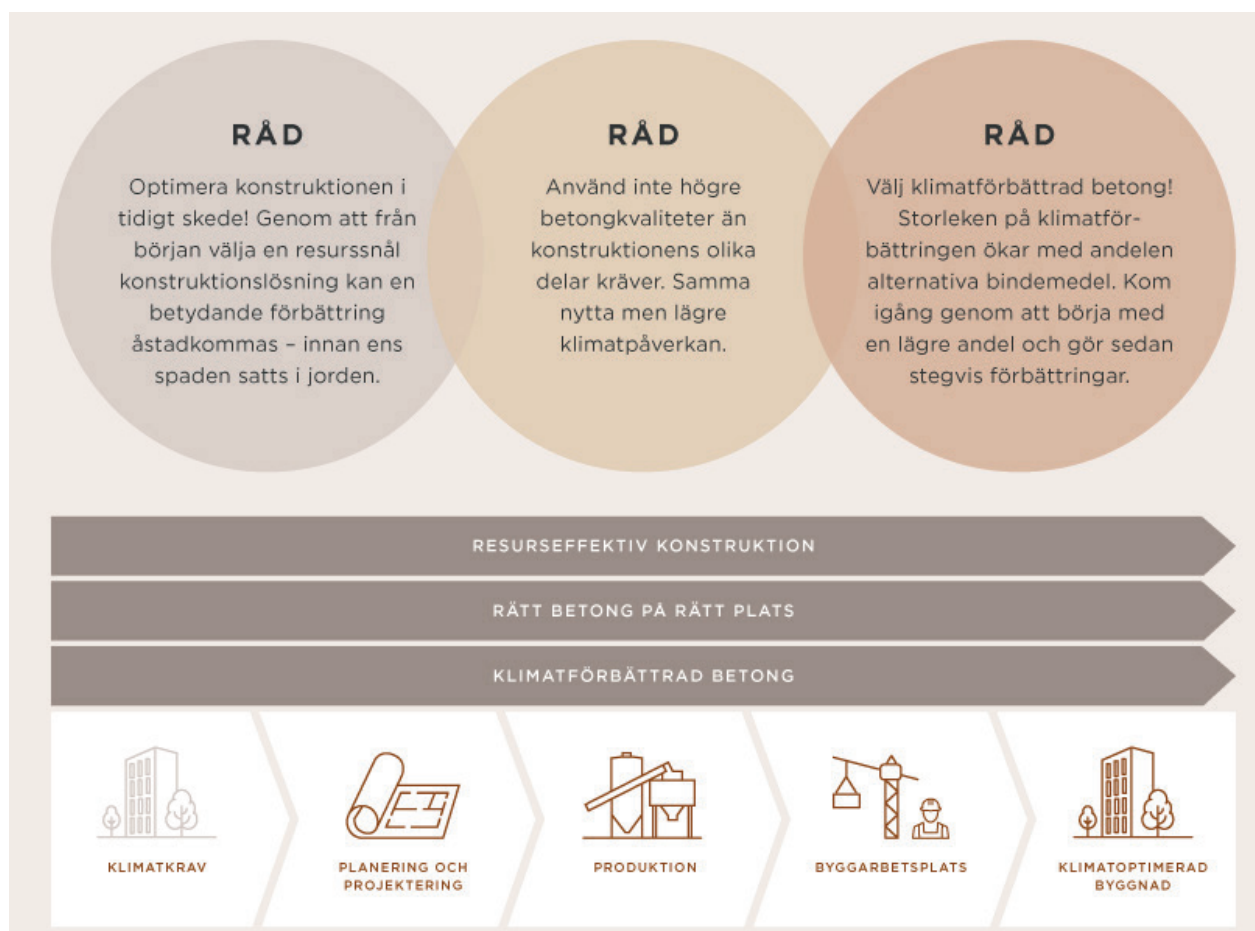 RÅD
Optimera konstruktionen i
tidigt skede! Genom att från
början välja en resurssnål
konstruktionslösning kan en
betydande förbättring
åstadkommas – innan ens
spaden satts i jorden.
RÅD
Använd inte högre
betongkvaliteter än
konstruktionens olika
delar kräver. Samma
nytta men lägre
klimatpåverkan.
RÅD
Välj klimatförbättrad betong!
Storleken på klimatför-
bättringen ökar med andelen
alternativa bindemedel. Kom
igång genom att börja med
en lägre andel och gör sedan
stegvis förbättringar.
RESURSEFFEKTIV KONSTRUKTION
RÄTT BETONG PÅ RÄTT PLATS
KLIMATFÖRBÄTTRAD BETONG
KLIMATKRAV
PLANERING OCH
PROJEKTERING
PRODUKTION
BYGGARBETSPLATS
KLIMATOPTIMERAD
BYGGNAD